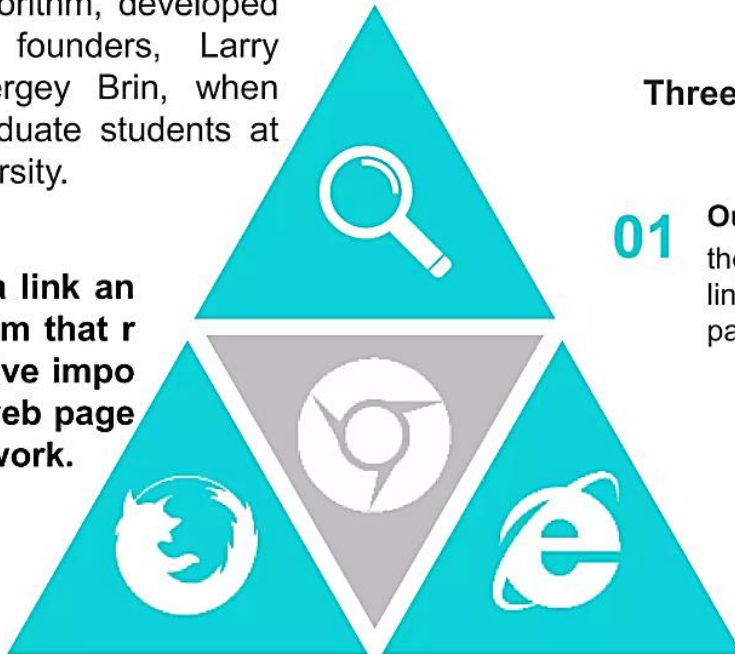 orithm, developed
founders, Larry
ergey Brin, when
duate students at
rsity.
a link an
m that r
ve impo
eb page
work.
Three
01
Ou
the
lin
pa